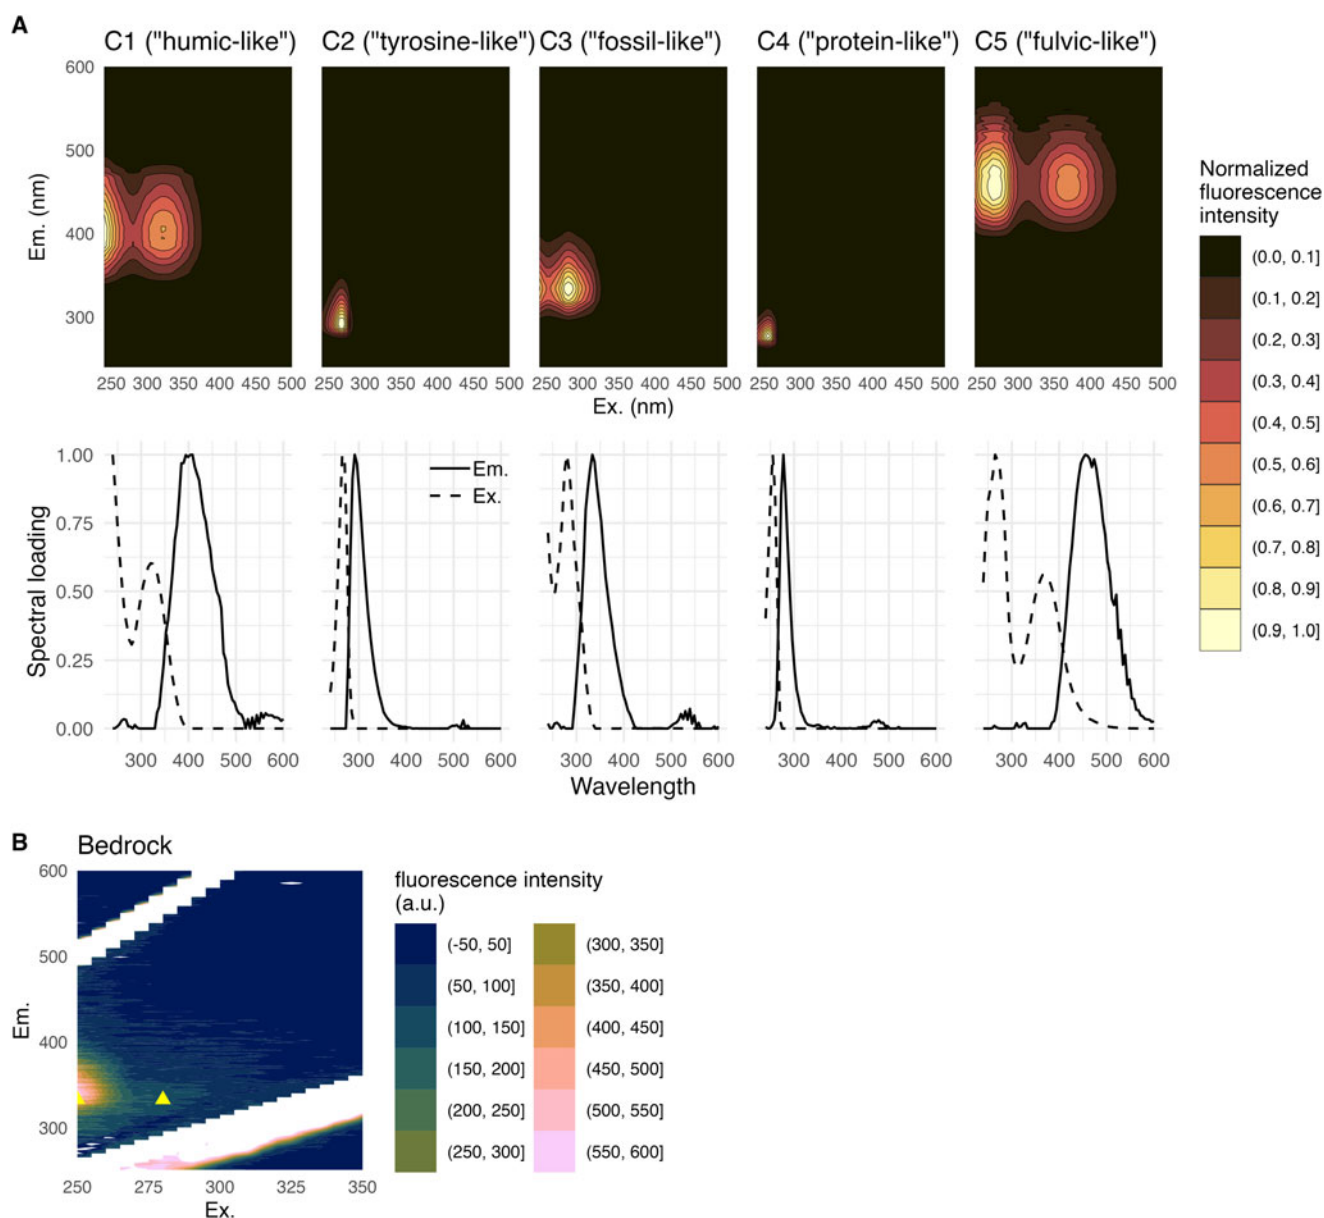 A
C1 ("humic-like") C2 ("tyrosine-like") C3 ("fossil-like") C4 ("protein-like") C5 ("fulvic-like")
600
500
400
300
Em. (nm)
250 300 350 400 450 500 250 300 350 400 450 500 250 300 350 400 450 500 250 300 350 400 450 500 250 300 350 400 450 500
Ex. (nm)
Normalized
fluorescence
intensity
(0.0, 0.1]
(0.1, 0.2]
(0.2, 0.3]
(0.3, 0.4]
(0.4, 0.5]
(0.5, 0.6]
(0.6, 0.7]
(0.7, 0.8]
(0.8, 0.9]
(0.9, 1.0]
1.00
0.75
0.50
0.25
0.00
Spectral loading
Em.
Ex.
300 400 500 600 300 400 500 600 300 400 500 600 300 400 500 600 300 400 500 600
Wavelength
B
Bedrock
600
500
400
300
Em.
250 275 300 325 350
Ex.
fluorescence intensity
(a.u.)
(-50, 50] (300, 350]
(50, 100] (350, 400]
(100, 150] (400, 450]
(150, 200] (450, 500]
(200, 250] (500, 550]
(250, 300] (550, 600]